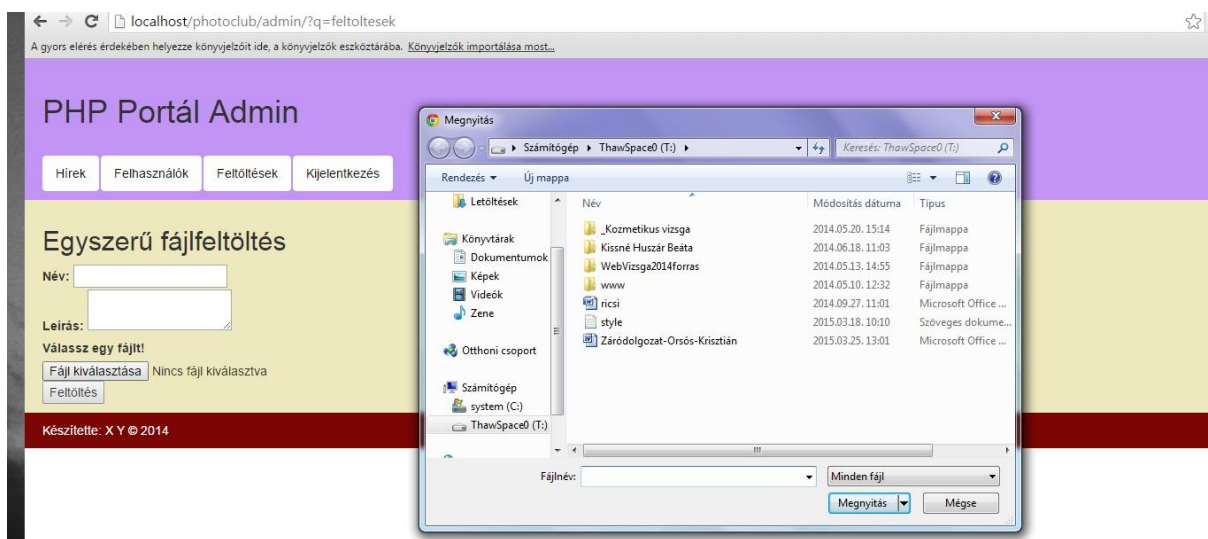 localhost/photoclub/admin/?q=feltoltesek
A gyors elérés érdekében helyezze könyvjelzőit ide, a könyvjelzők eszköztárába. Könyvjelzők importálása most...
PHP Portál Admin
Hírek Felhasználók Feltöltések Kijelentkezés
Egyszerű fájlfeltöltés
Név:
Leírás:
Válassz egy fájlt!
Fájl kiválasztása Nincs fájl kiválasztva
Feltöltés
Készítette: X Y © 2014
Megnyitás
Számítógép ThawSpace0 (T:) Keresés: ThawSpace0 (T:)
Rendezés Új mappa
Letöltések
Könyvtárak
Dokumentumok
Képek
Videók
Zene
Otthoni csoport
Számítógép
system (C:)
ThawSpace0 (T:)
Név Módosítás dátuma Típus
_Kozmetikus vizsga 2014.05.20. 15:14 Fájlmappa
Kissné Huszár Beáta 2014.06.18. 11:03 Fájlmappa
WebVizsga2014forras 2014.05.13. 14:55 Fájlmappa
www 2014.05.10. 12:32 Fájlmappa
ricsi 2014.09.27. 11:01 Microsoft Office ...
style 2015.03.18. 10:10 Szöveges dokume...
Záródolgozat-Orsós-Krisztián 2015.03.25. 13:01 Microsoft Office ...
Fájlnév: Minden fájl
Megnyitás Mégse